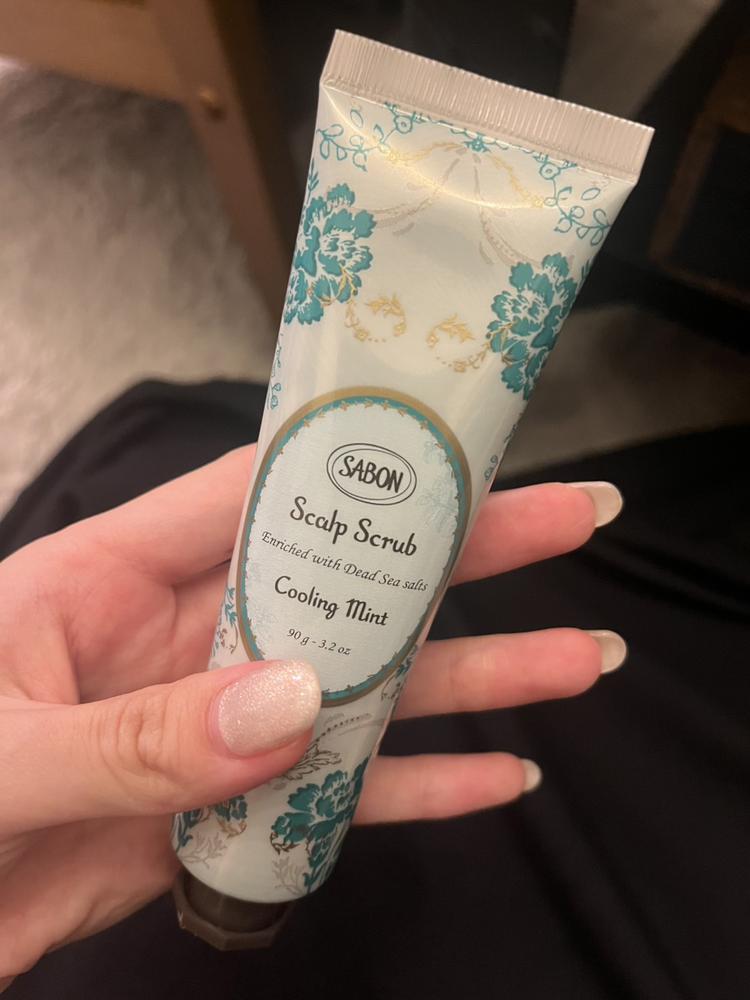 SABON
Scalp Scrub
Enriched with Dead Sea salts
Cooling Mint
90 g - 3.2 oz